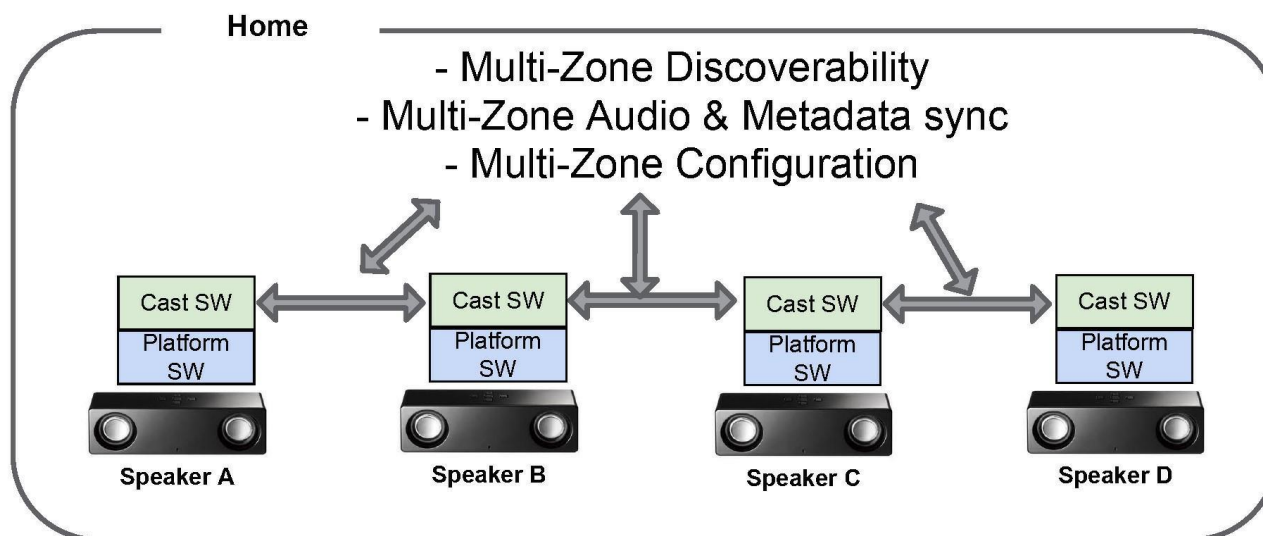 Home
- Multi-Zone Discoverability
- Multi-Zone Audio & Metadata sync
- Multi-Zone Configuration
Cast SW
Platform
SW
Speaker A
Cast SW
Platform
SW
Speaker B
Cast SW
Platform
SW
Speaker C
Cast SW
Platform
SW
Speaker D